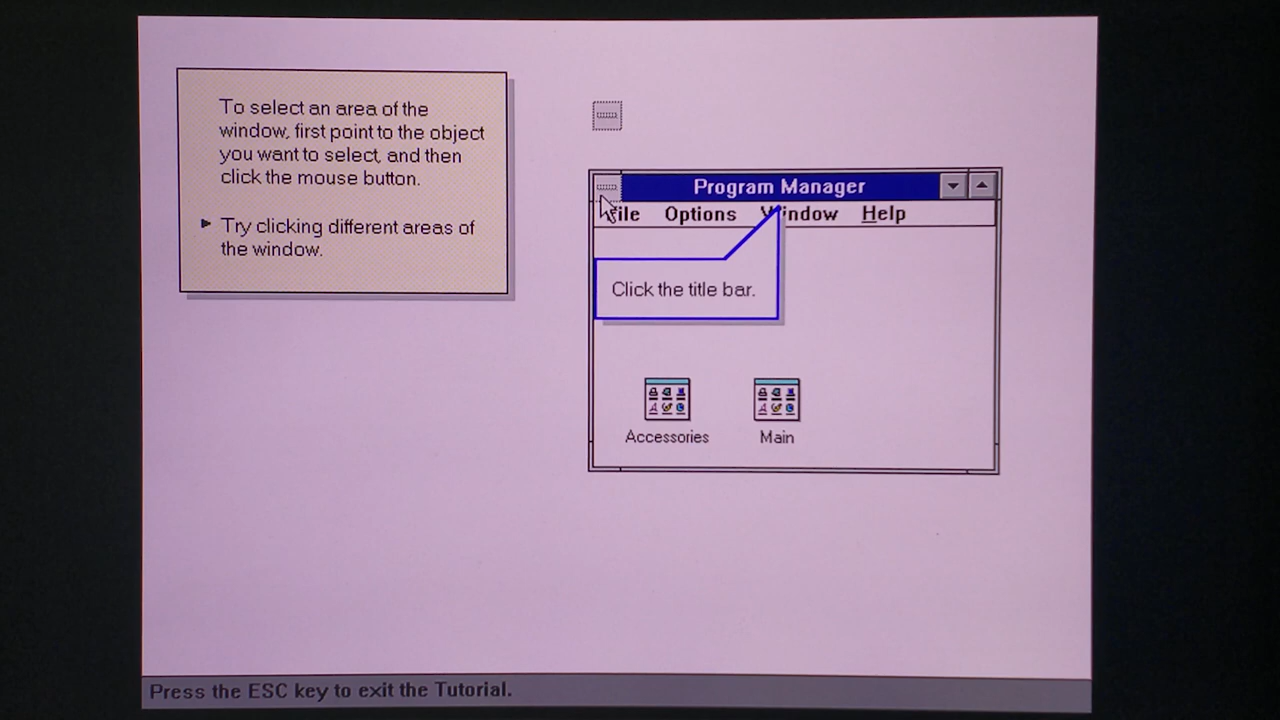 To select an area of the
window, first point to the object
you want to select, and then
click the mouse button.
Try clicking different areas of
the window.
Program Manager
Options Window Help
Click the title bar.
Accessories Main
Press the ESC key to exit the Tutorial.